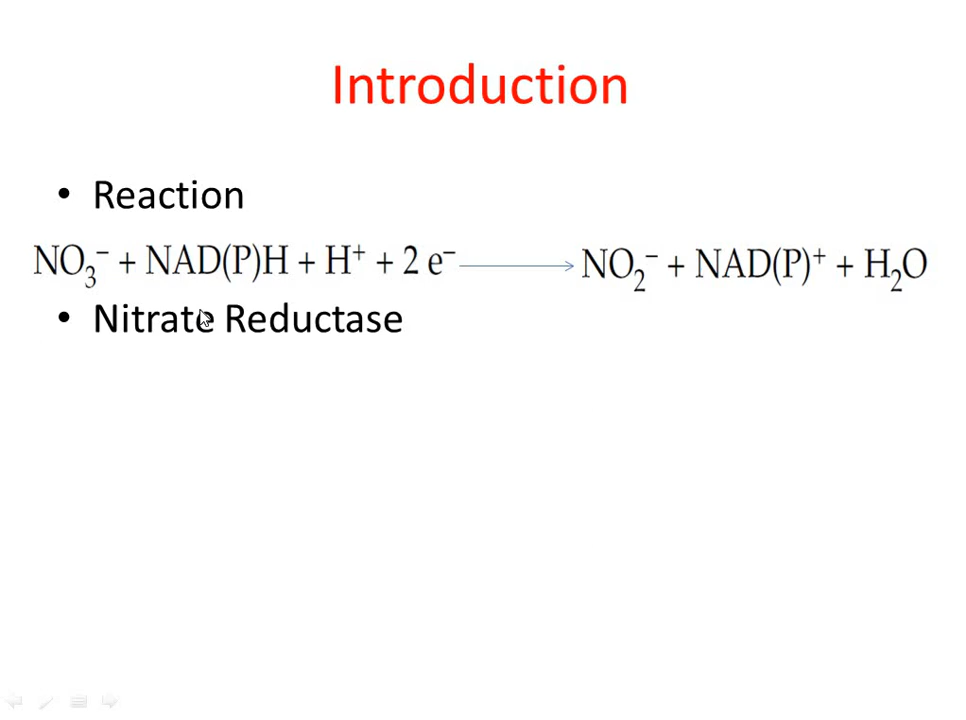 Introduction
• Reaction
NO₃⁻ + NAD(P)H + H⁺ + 2 e⁻ → NO₂⁻ + NAD(P)⁺ + H₂O
• Nitrate Reductase